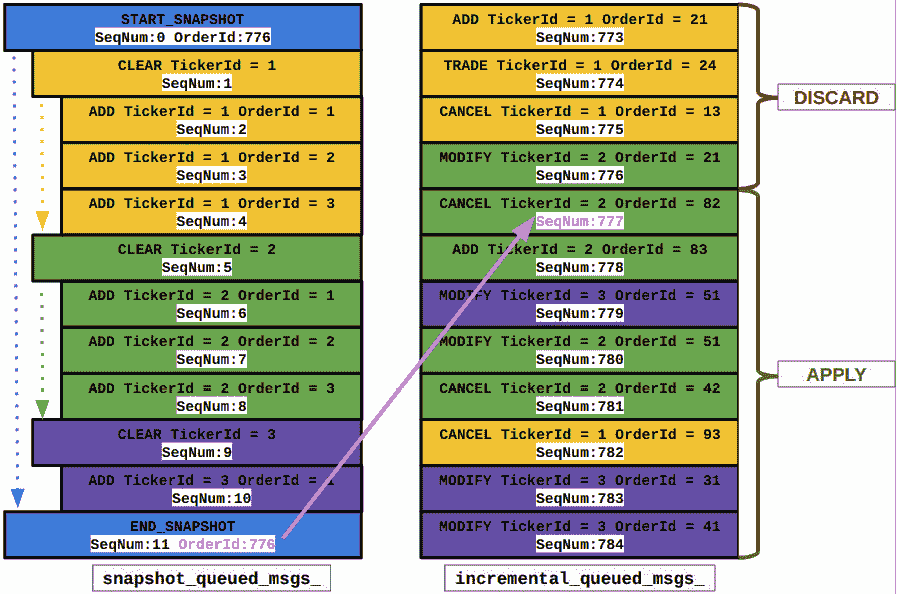 START_SNAPSHOT
SeqNum:0 OrderId:776
CLEAR TickerId = 1
SeqNum:1
ADD TickerId = 1 OrderId = 1
SeqNum:2
ADD TickerId = 1 OrderId = 2
SeqNum:3
ADD TickerId = 1 OrderId = 3
SeqNum:4
CLEAR TickerId = 2
SeqNum:5
ADD TickerId = 2 OrderId = 1
SeqNum:6
ADD TickerId = 2 OrderId = 2
SeqNum:7
ADD TickerId = 2 OrderId = 3
SeqNum:8
CLEAR TickerId = 3
SeqNum:9
ADD TickerId = 3 OrderId = 1
SeqNum:10
END_SNAPSHOT
SeqNum:11 OrderId:776
snapshot_queued_msgs_
ADD TickerId = 1 OrderId = 21
SeqNum:773
TRADE TickerId = 1 OrderId = 24
SeqNum:774
CANCEL TickerId = 1 OrderId = 13
SeqNum:775
MODIFY TickerId = 2 OrderId = 21
SeqNum:776
CANCEL TickerId = 2 OrderId = 82
SeqNum:777
ADD TickerId = 2 OrderId = 83
SeqNum:778
MODIFY TickerId = 3 OrderId = 51
SeqNum:779
MODIFY TickerId = 2 OrderId = 51
SeqNum:780
CANCEL TickerId = 2 OrderId = 42
SeqNum:781
CANCEL TickerId = 1 OrderId = 93
SeqNum:782
MODIFY TickerId = 3 OrderId = 31
SeqNum:783
MODIFY TickerId = 3 OrderId = 41
SeqNum:784
incremental_queued_msgs_
DISCARD
APPLY